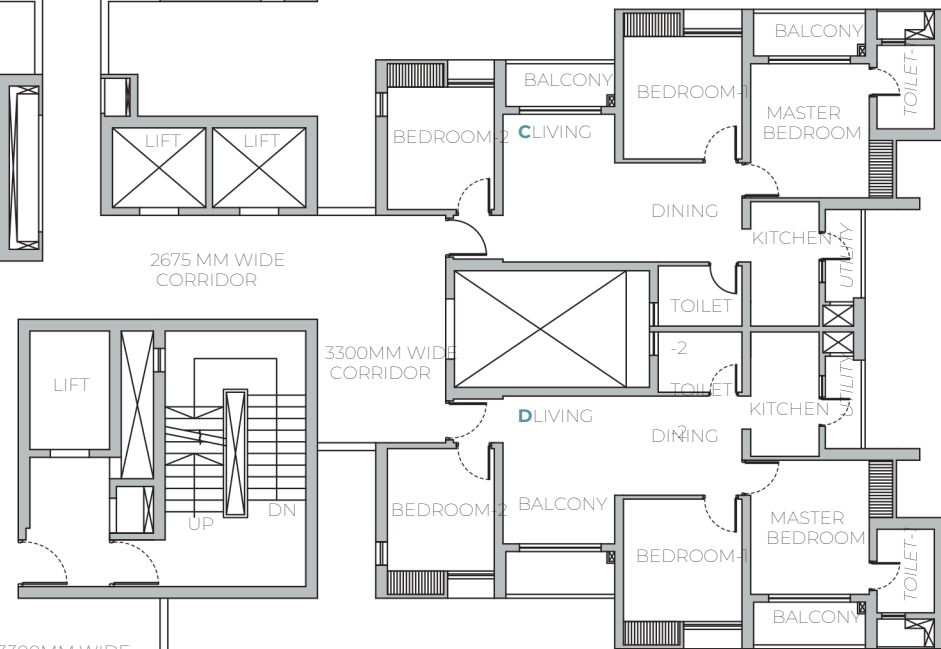 BALCONY
TOILET-1
BALCONY
BEDROOM-1
LIFT
LIFT
BEDROOM-2
CLIVING
MASTER
BEDROOM
DINING
KITCHEN
UTILITY
2675 MM WIDE
CORRIDOR
TOILET
-2
3300MM WIDE
CORRIDOR
LIFT
TOILET
-2
KITCHEN
UTILITY
DLIVING
DINING
BEDROOM-2
BALCONY
UP
DN
MASTER
BEDROOM
BEDROOM-1
TOILET-1
BALCONY